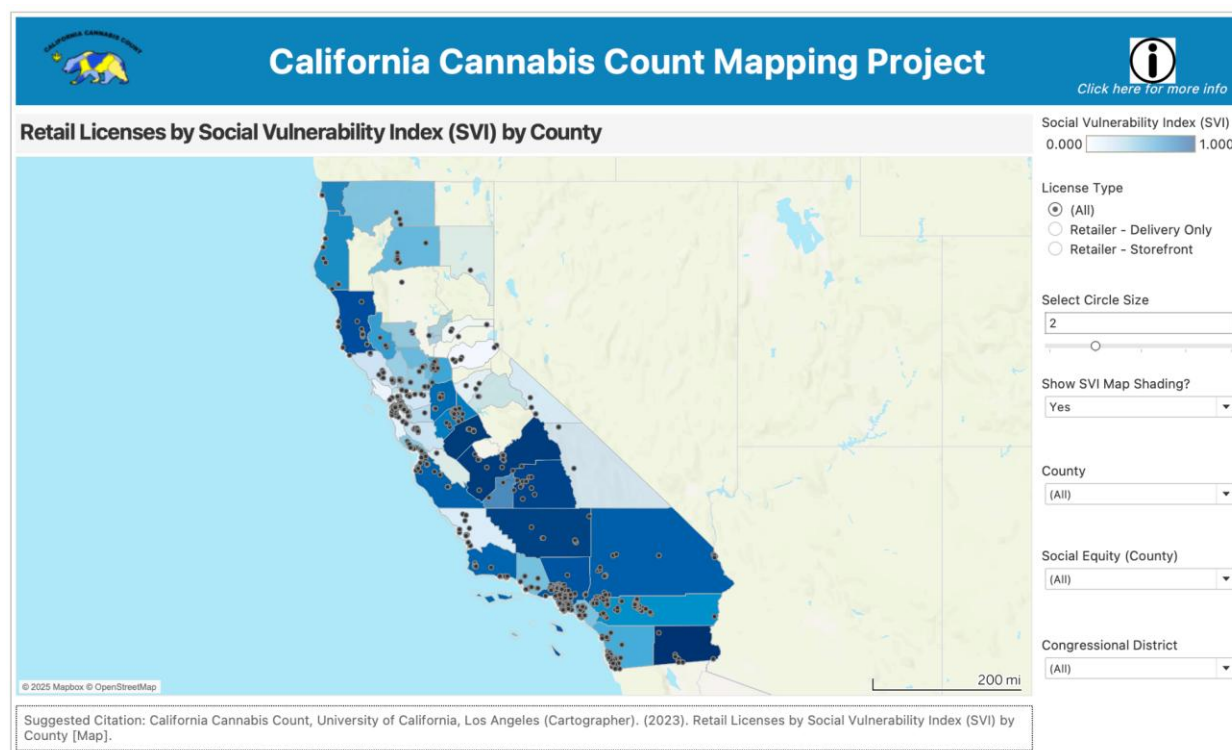 CALIFORNIA CANNABIS COUNT
California Cannabis Count Mapping Project
Click here for more info
Retail Licenses by Social Vulnerability Index (SVI) by County
Social Vulnerability Index (SVI)
0.000 1.000
License Type
(All)
Retailer - Delivery Only
Retailer - Storefront
Select Circle Size
2
Show SVI Map Shading?
Yes
County
(All)
Social Equity (County)
(All)
Congressional District
(All)
© 2025 Mapbox © OpenStreetMap
200 mi
Suggested Citation: California Cannabis Count, University of California, Los Angeles (Cartographer). (2023). Retail Licenses by Social Vulnerability Index (SVI) by
County [Map].